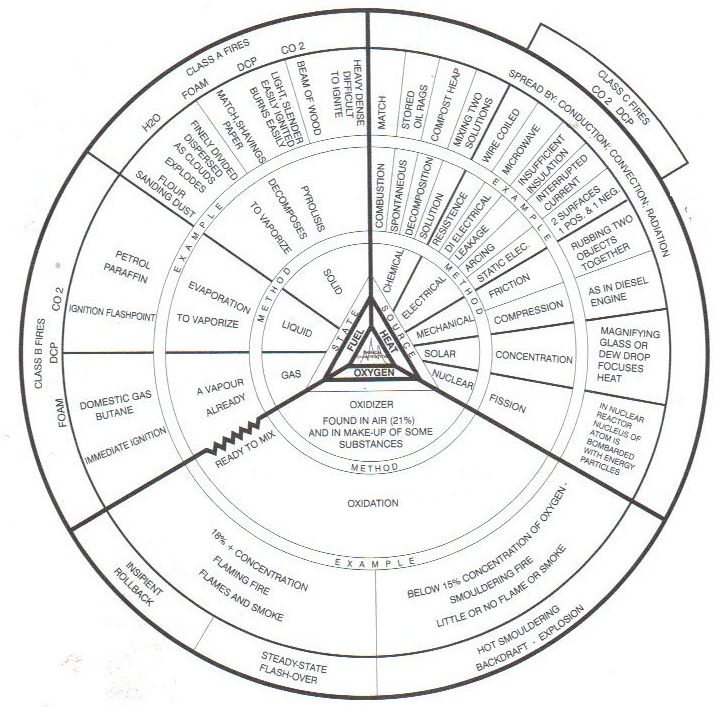 CLASS A FIRES
H2O
FOAM
DCP
CO 2
HEAVY DENSE
DIFFICULT
TO IGNITE
BEAM OF WOOD
LIGHT, SLENDER
EASILY IGNITED
BURNS EASILY
MATCH,SHAVINGS
PAPER
FINELY DIVIDED
DISPERSED
AS CLOUDS
EXPLODES
FLOUR
SANDING DUST
EXAMPLE
PYROLISIS
DECOMPOSES
TO VAPORIZE
METHOD
SOLID
STATE
FUEL
CLASS C FIRES
CO 2 DCP
SPREAD BY: CONDUCTION: CONVECTION: RADIATION
MATCH
STORED
OIL RAGS
COMPOST HEAP
MIXING TWO
SOLUTIONS
WIRE COILED
MICROWAVE
INSUFFICIENT
INSULATION
INTERRUPTED
CURRENT
2 SURFACES
1 POS. & 1 NEG.
RUBBING TWO
OBJECTS
TOGETHER
AS IN DIESEL
ENGINE
MAGNIFYING
GLASS OR
DEW DROP
FOCUSES
HEAT
IN NUCLEAR
REACTOR
NUCLEUS OF
ATOM IS
BOMBARDED
WITH ENERGY
PARTICLES
EXAMPLE
COMBUSTION
SPONTANEOUS
DECOMPOSITION
SOLUTION
RESISTENCE
DI ELECTRICAL
LEAKAGE
ARCING
STATIC ELEC.
FRICTION
COMPRESSION
CONCENTRATION
FISSION
METHOD
CHEMICAL
ELECTRICAL
MECHANICAL
SOLAR
NUCLEAR
SOURCE
HEAT
CLASS B FIRES
FOAM
DCP
CO 2
PETROL
PARAFFIN
IGNITION FLASHPOINT
EVAPORATION
TO VAPORIZE
LIQUID
DOMESTIC GAS
BUTANE
IMMEDIATE IGNITION
A VAPOUR
ALREADY
GAS
READY TO MIX
OXYGEN
OXIDIZER
FOUND IN AIR (21%)
AND IN MAKE-UP OF SOME
SUBSTANCES
METHOD
OXIDATION
EXAMPLE
18% + CONCENTRATION
FLAMING FIRE
FLAMES AND SMOKE
BELOW 15% CONCENTRATION OF OXYGEN -
SMOULDERING FIRE
LITTLE OR NO FLAME OR SMOKE
INSIPIENT
ROLLBACK
STEADY-STATE
FLASH-OVER
HOT SMOULDERING
BACKDRAFT - EXPLOSION